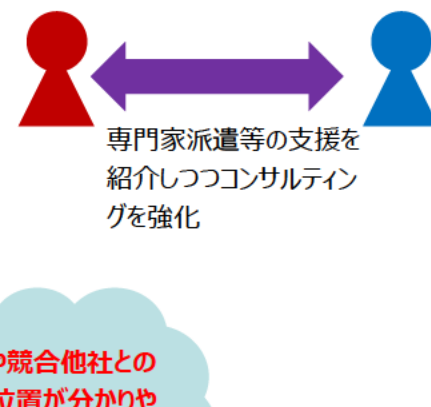 専門家派遣等の支援を
紹介しつつコンサルティン
グを強化
や競合他社との
位置が分かりや